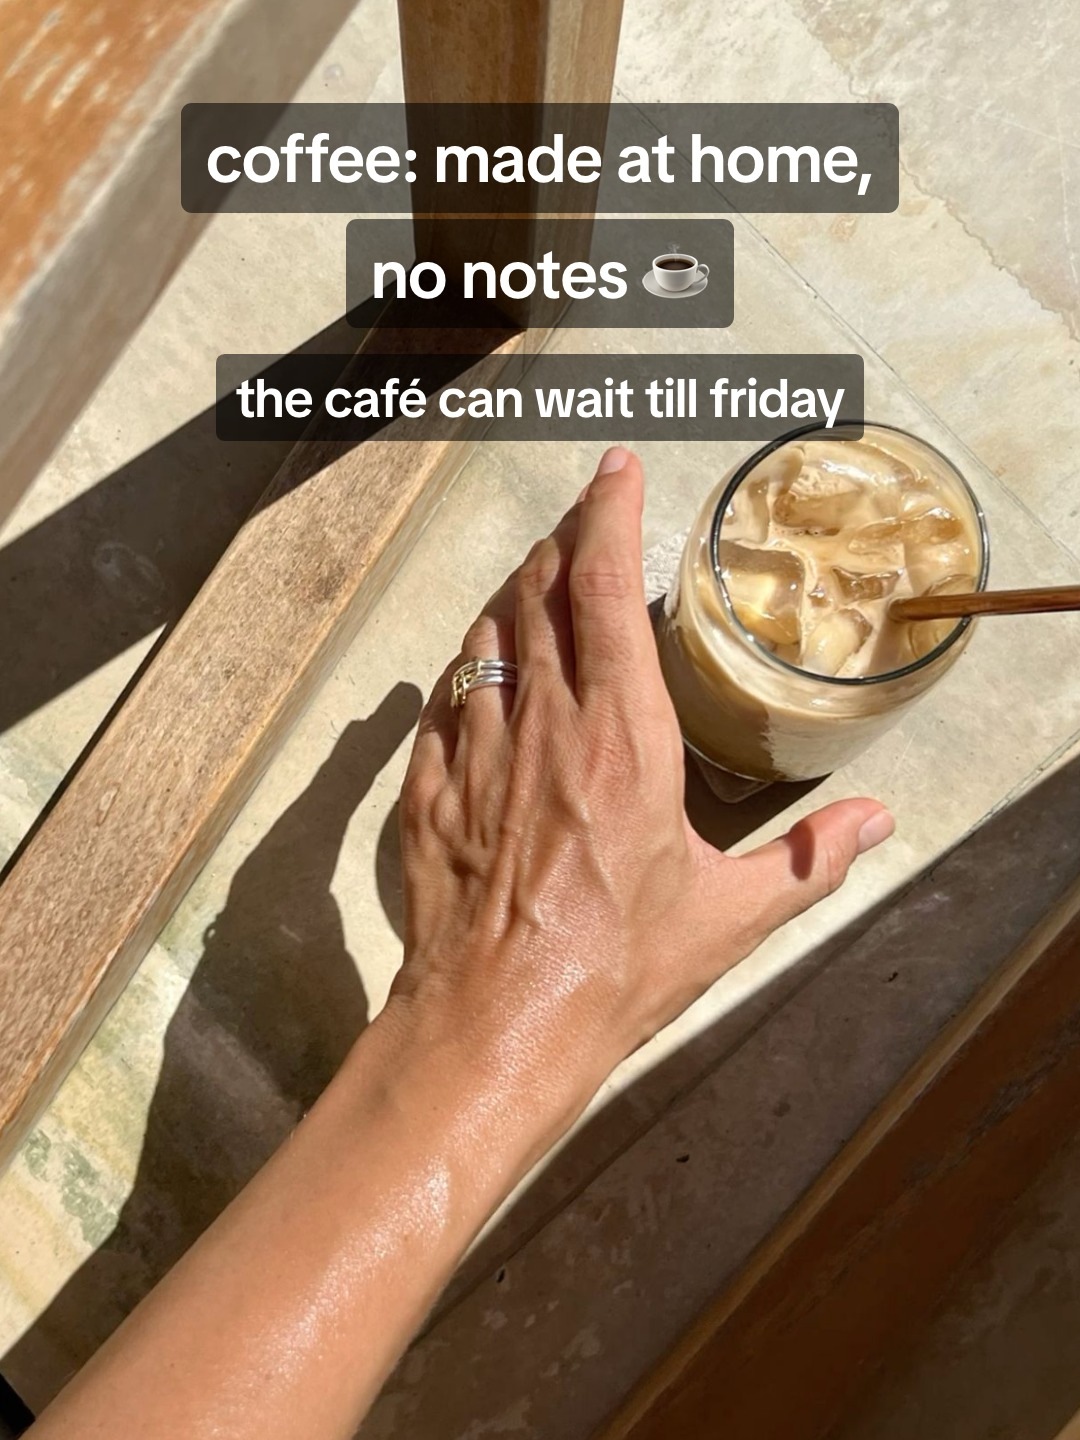 coffee: made at home,
no notes ☕
the café can wait till friday